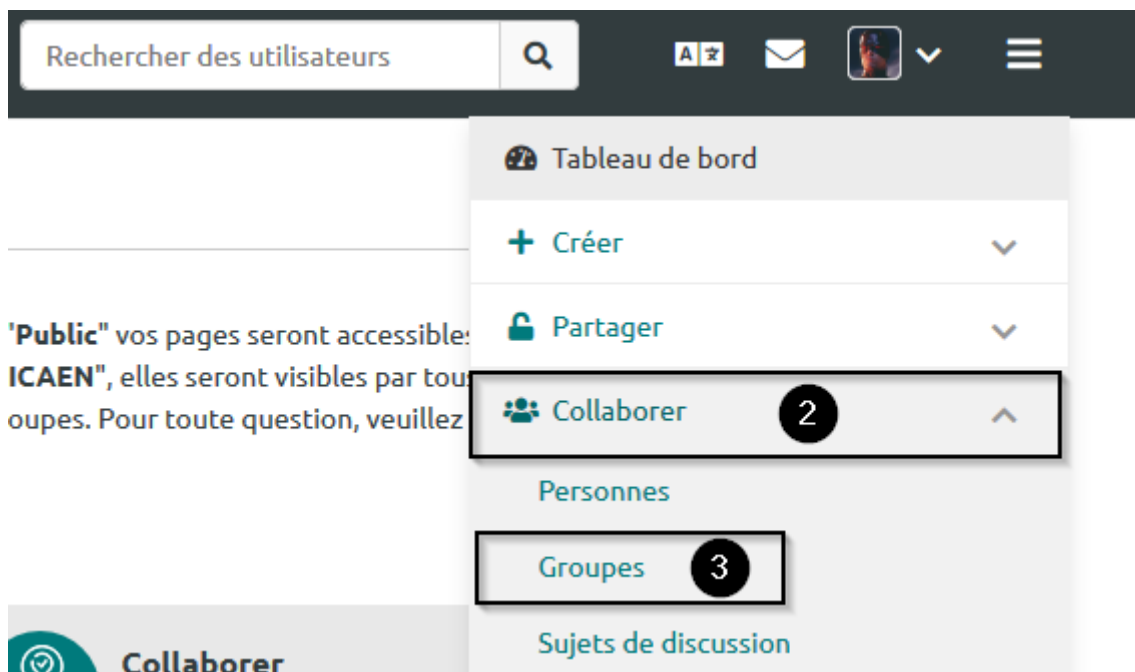 Rechercher des utilisateurs
A
Tableau de bord
Créer
"Public" vos pages seront accessibles
Partager
ICAEN", elles seront visibles par tous
oupes. Pour toute question, veuillez
Collaborer 2
Personnes
Groupes 3
Sujets de discussion
Collaborer